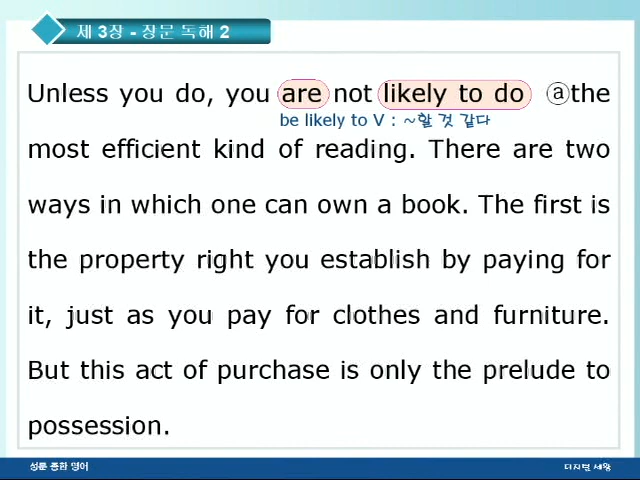 제 3장 - 장문 독해 2
Unless you do, you are not likely to do ⓐthe
be likely to V : ~할 것 같다
most efficient kind of reading. There are two
ways in which one can own a book. The first is
the property right you establish by paying for
it, just as you pay for clothes and furniture.
But this act of purchase is only the prelude to
possession.
성문 종합 영어
디지털 세왕